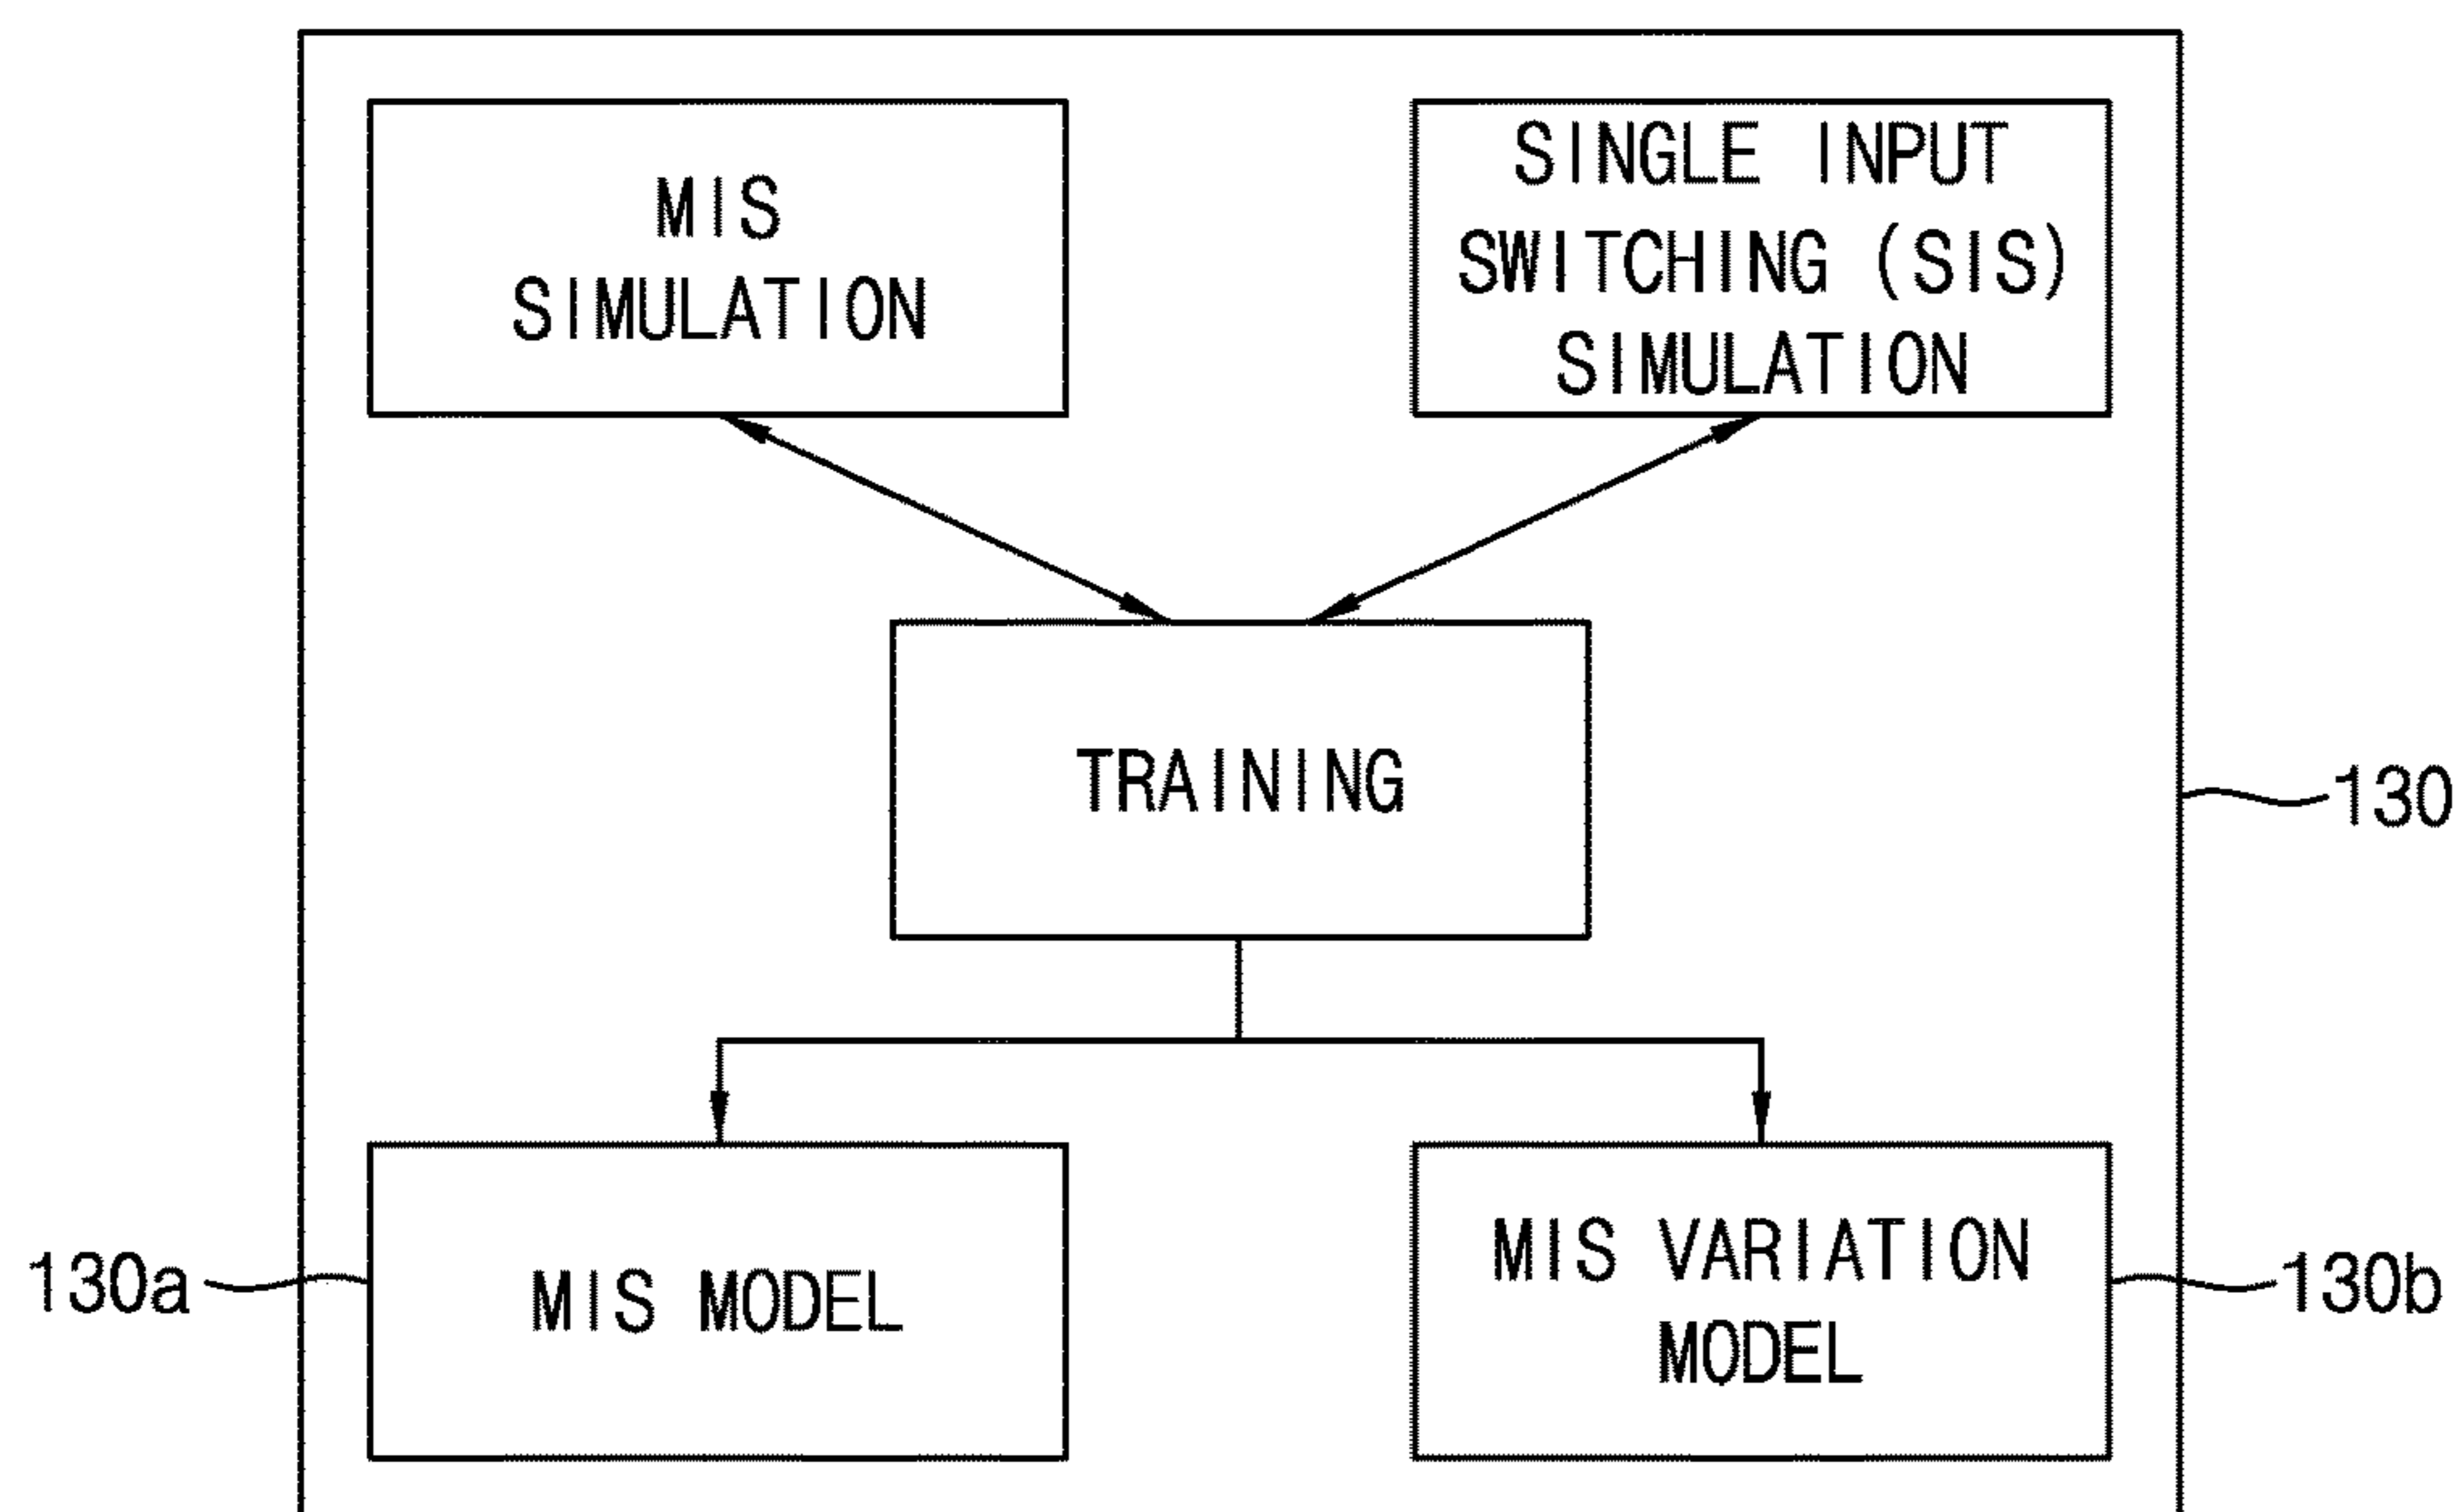 MIS
SIMULATION
SINGLE INPUT
SWITCHING (SIS)
SIMULATION
TRAINING
130
130a
MIS MODEL
MIS VARIATION
MODEL
130b